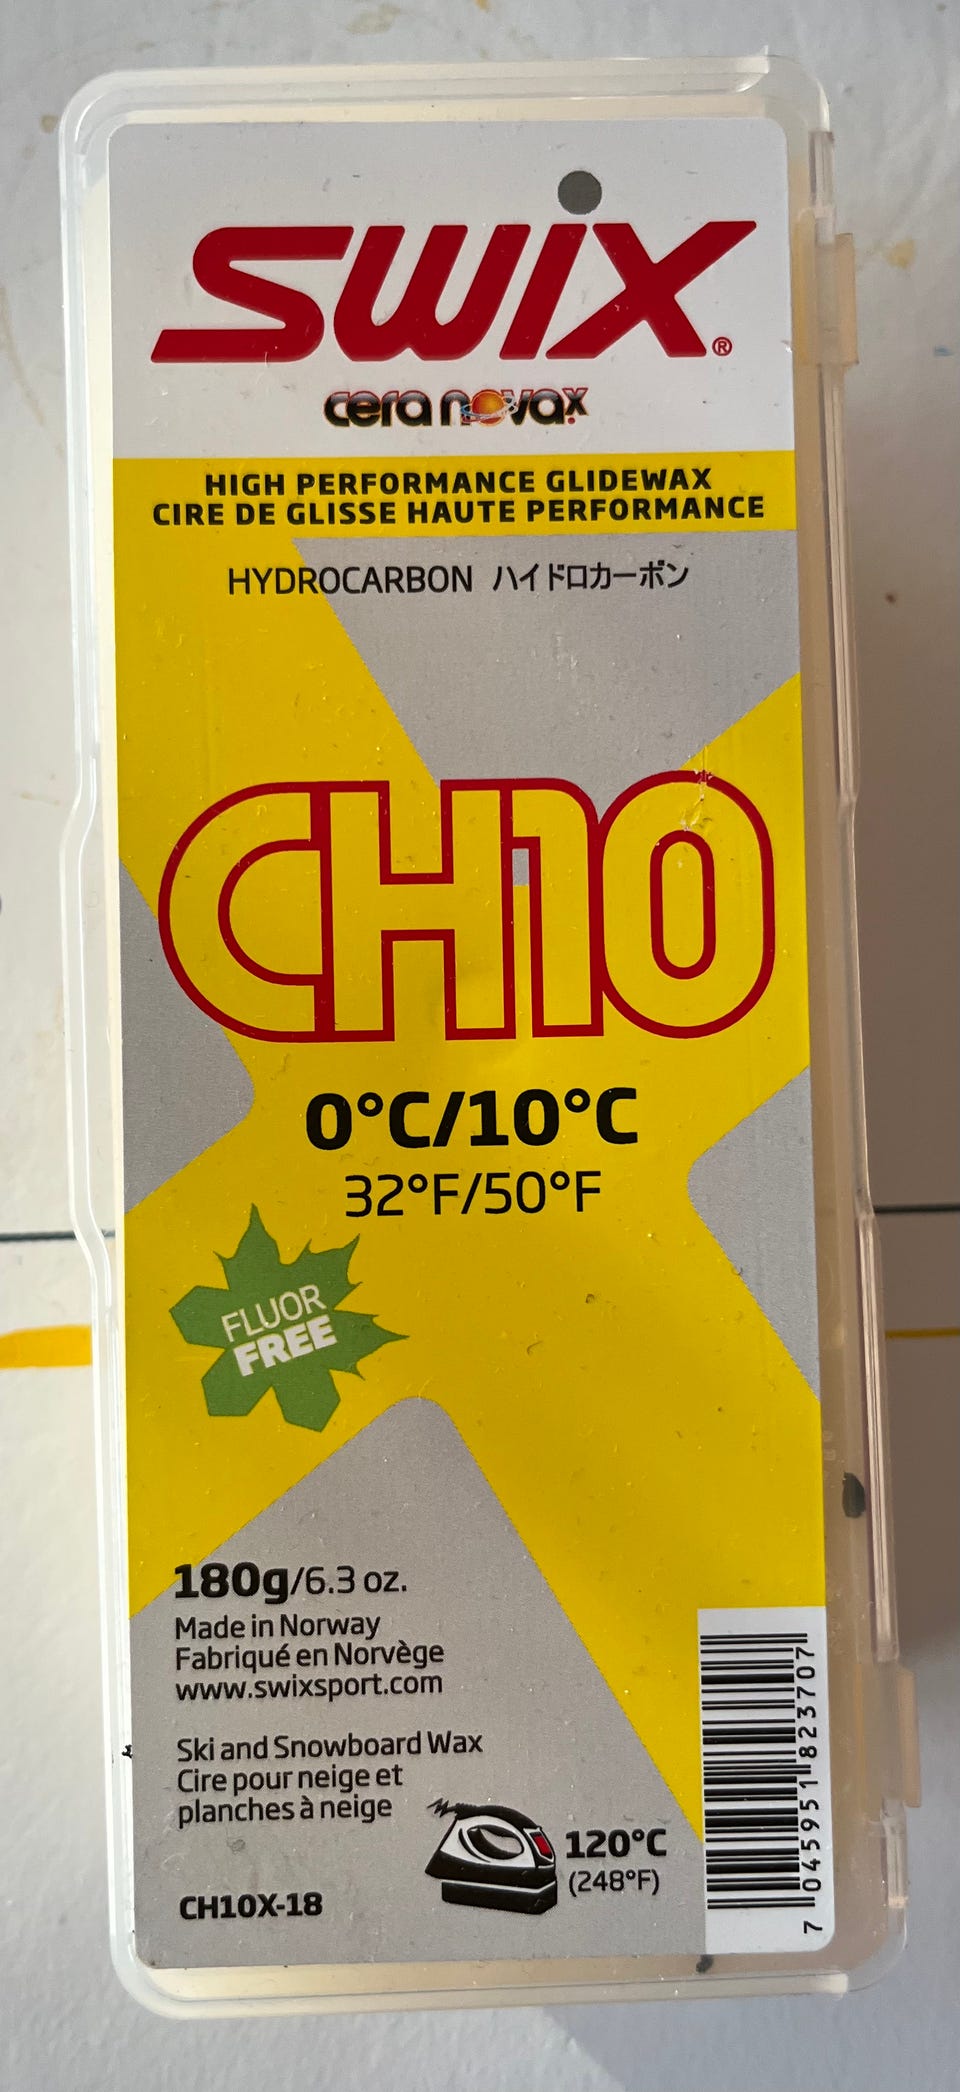 SWIX®
cera novax
HIGH PERFORMANCE GLIDEWAX
CIRE DE GLISSE HAUTE PERFORMANCE
HYDROCARBON ハイドロカーボン
CH10
0°C/10°C
32°F/50°F
FLUOR
FREE
180g/6.3 oz.
Made in Norway
Fabriqué en Norvège
www.swixsport.com
Ski and Snowboard Wax
Cire pour neige et
planches à neige
120°C
(248°F)
CH10X-18
7 045951 823707